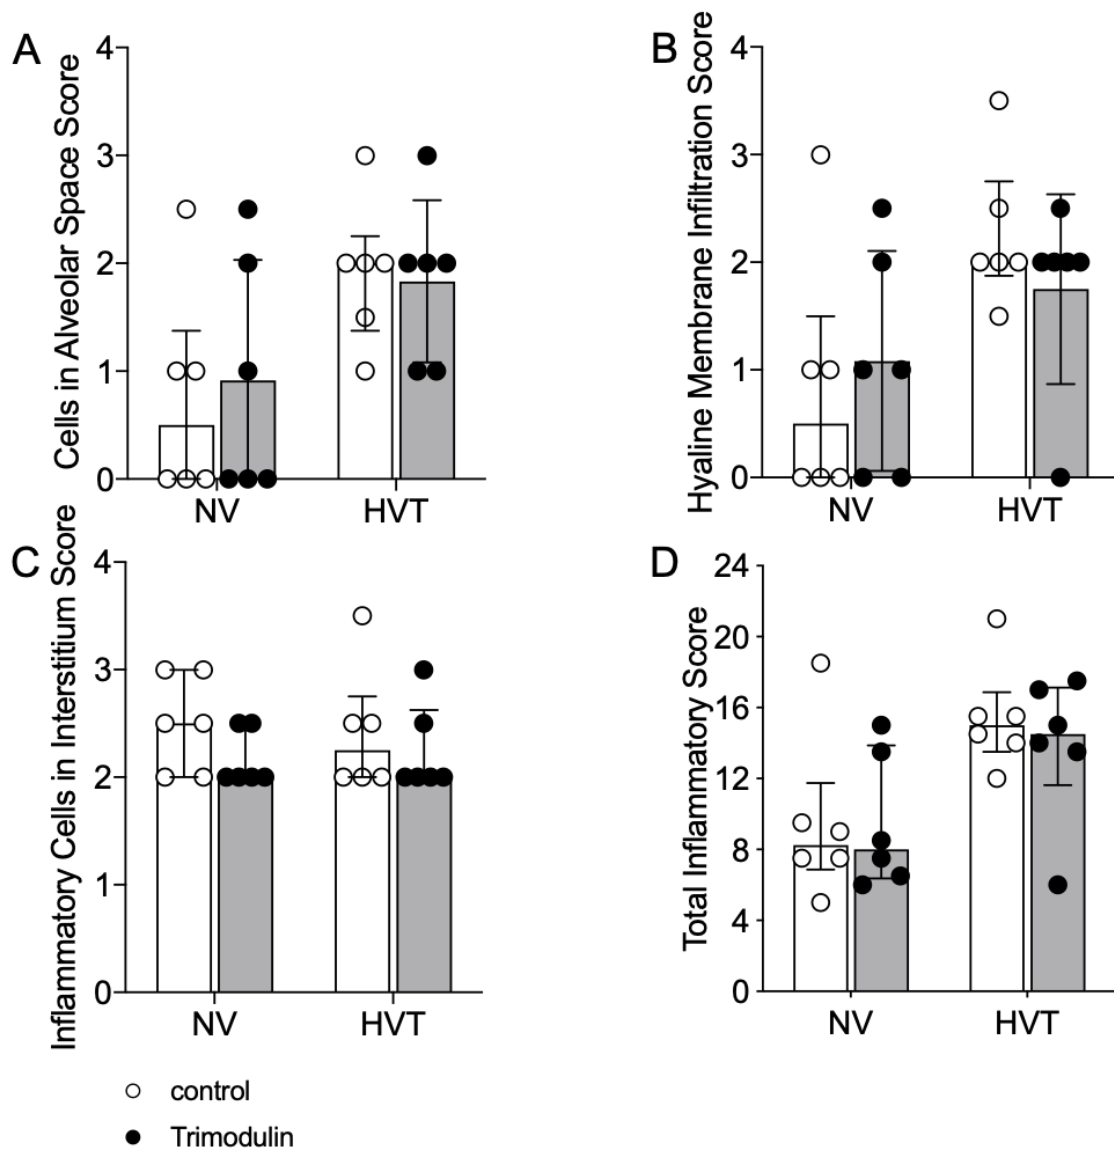 A
Cells in Alveolar Space Score
4
3
2
1
0
NV HVT
B
Hyaline Membrane Infiltration Score
4
3
2
1
0
NV HVT
C
Inflammatory Cells in Interstitium Score
4
3
2
1
0
NV HVT
D
Total Inflammatory Score
24
20
16
12
8
4
0
NV HVT
control
Trimodulin